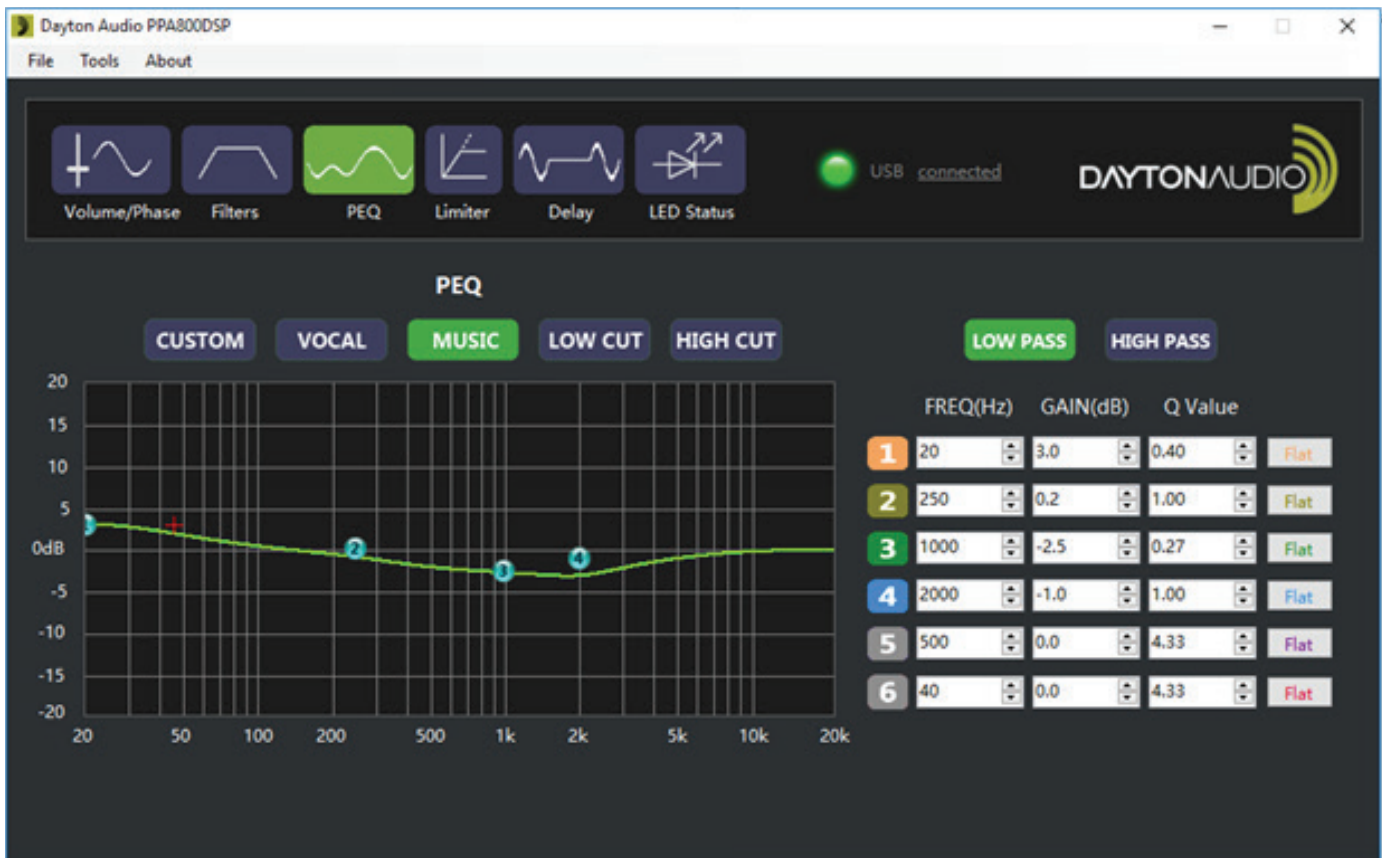 Dayton Audio PPA800DSP
File Tools About
Volume/Phase Filters PEQ Limiter Delay LED Status
USB connected
DAYTONAUDIO
PEQ
CUSTOM VOCAL MUSIC LOW CUT HIGH CUT
LOW PASS HIGH PASS
20
15
10
5
0dB
-5
-10
-15
-20
20 50 100 200 500 1k 2k 5k 10k 20k
2
3
4
FREQ(Hz) GAIN(dB) Q Value
1 20 3.0 0.40 Flat
2 250 0.2 1.00 Flat
3 1000 -2.5 0.27 Flat
4 2000 -1.0 1.00 Flat
5 500 0.0 4.33 Flat
6 40 0.0 4.33 Flat